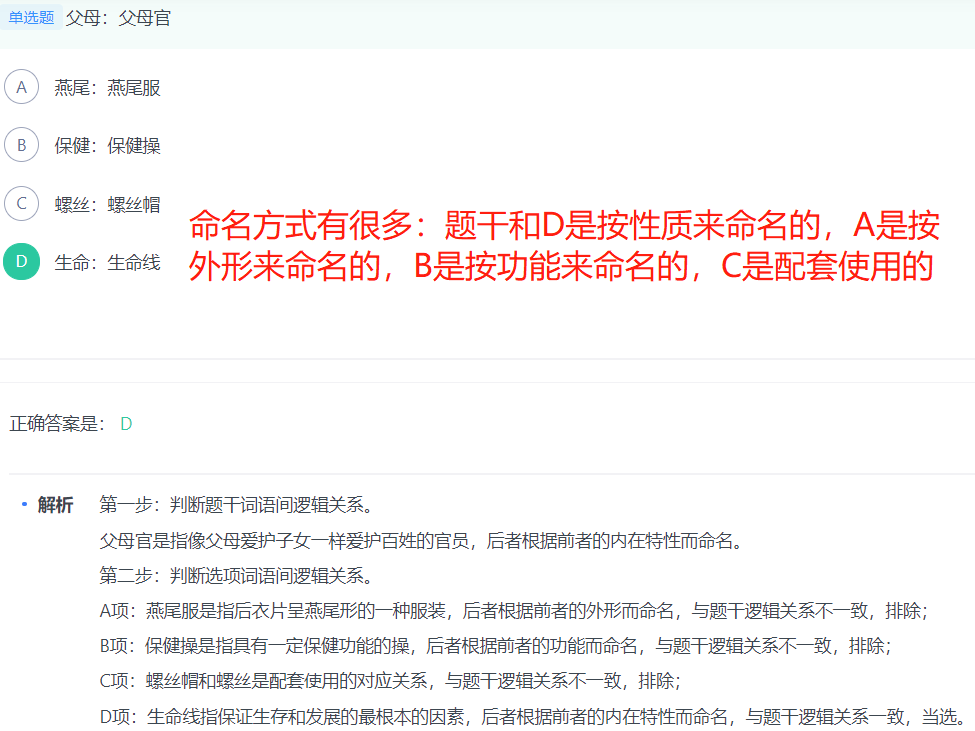 单选题 父母：父母官
A 燕尾：燕尾服
B 保健：保健操
C 螺丝：螺丝帽
D 生命：生命线
命名方式有很多：题干和D是按性质来命名的，A是按
外形来命名的，B是按功能来命名的，C是配套使用的
正确答案是： D
解析 第一步：判断题干词语间逻辑关系。
父母官是指像父母爱护子女一样爱护百姓的官员，后者根据前者的内在特性而命名。
第二步：判断选项词语间逻辑关系。
A项：燕尾服是指后衣片呈燕尾形的一种服装，后者根据前者的外形而命名，与题干逻辑关系不一致，排除；
B项：保健操是指具有一定保健功能的操，后者根据前者的功能而命名，与题干逻辑关系不一致，排除；
C项：螺丝帽和螺丝是配套使用的对应关系，与题干逻辑关系不一致，排除；
D项：生命线指保证生存和发展的最根本的因素，后者根据前者的内在特性而命名，与题干逻辑关系一致，当选。